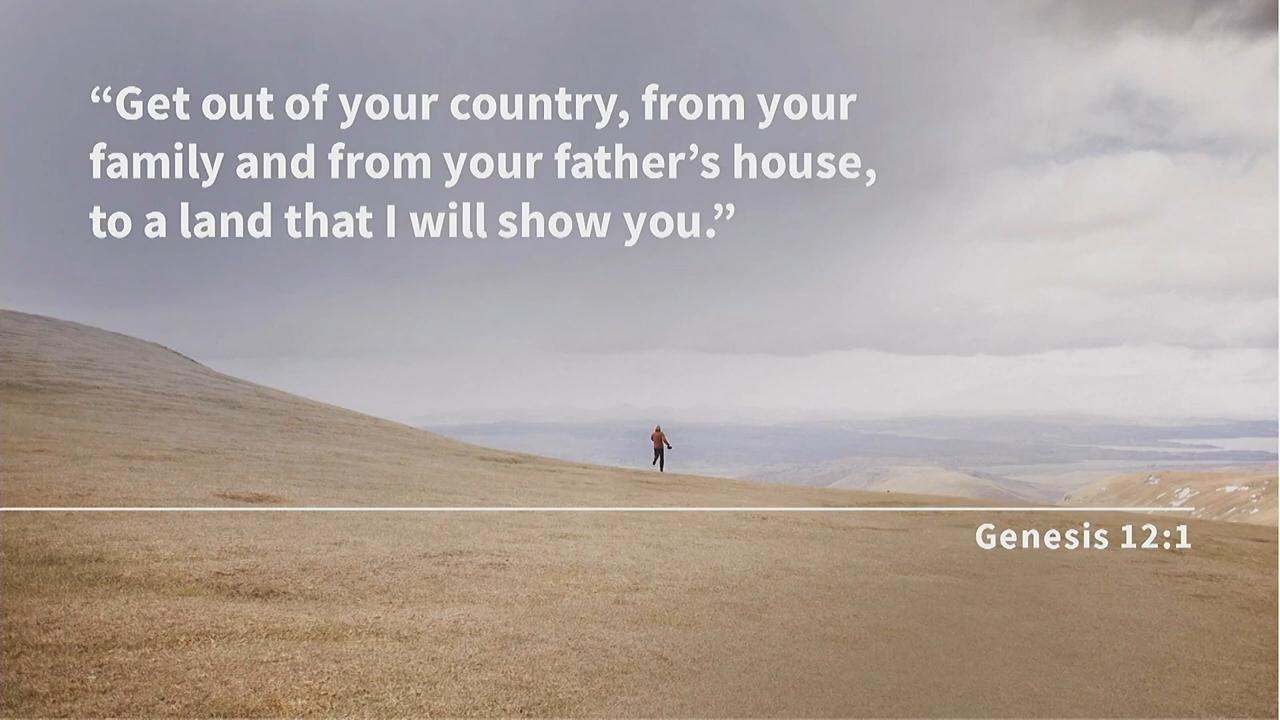 “Get out of your country, from your
family and from your father’s house,
to a land that I will show you.”
Genesis 12:1